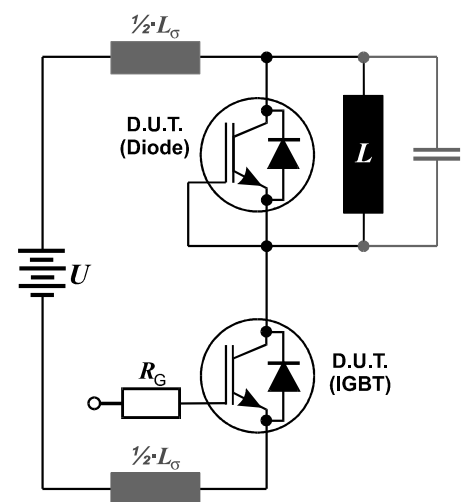 ½·Lσ
D.U.T.
(Diode)
L
U
D.U.T.
(IGBT)
RG
½·Lσ